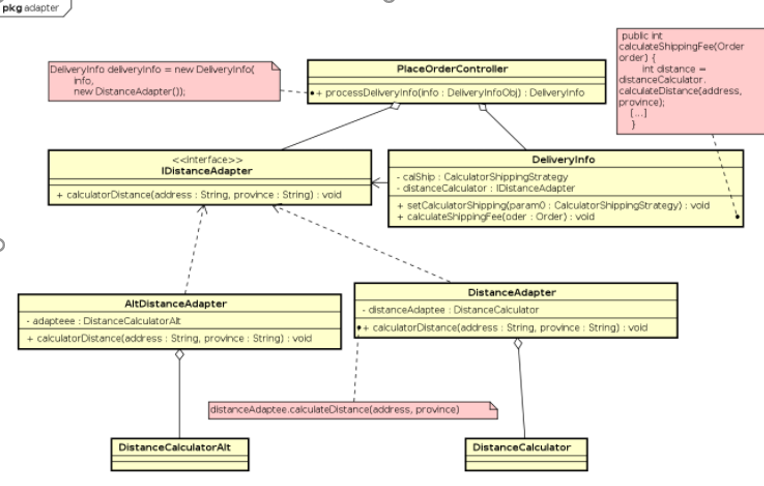 pkg adapter
DeliveryInfo deliveryInfo = new DeliveryInfo(
info,
new DistanceAdapter());
PlaceOrderController
+ processDeliveryInfo(info : DeliveryInfoObj) : DeliveryInfo
public int
calculateShippingFee(Order
order) {
int distance =
distanceCalculator.
calculateDistance(address,
province);
[...]
}
<<interface>>
IDistanceAdapter
+ calculatorDistance(address : String, province : String) : void
DeliveryInfo
- calShip : CalculatorShippingStrategy
- distanceCalculator : IDistanceAdapter
+ setCalculatorShipping(param0 : CalculatorShippingStrategy) : void
+ calculateShippingFee(oder : Order) : void
AltDistanceAdapter
- adapteee : DistanceCalculatorAlt
+ calculatorDistance(address : String, province : String) : void
DistanceAdapter
- distanceAdaptee : DistanceCalculator
+ calculatorDistance(address : String, province : String) : void
distanceAdaptee.calculateDistance(address, province)
DistanceCalculatorAlt
DistanceCalculator